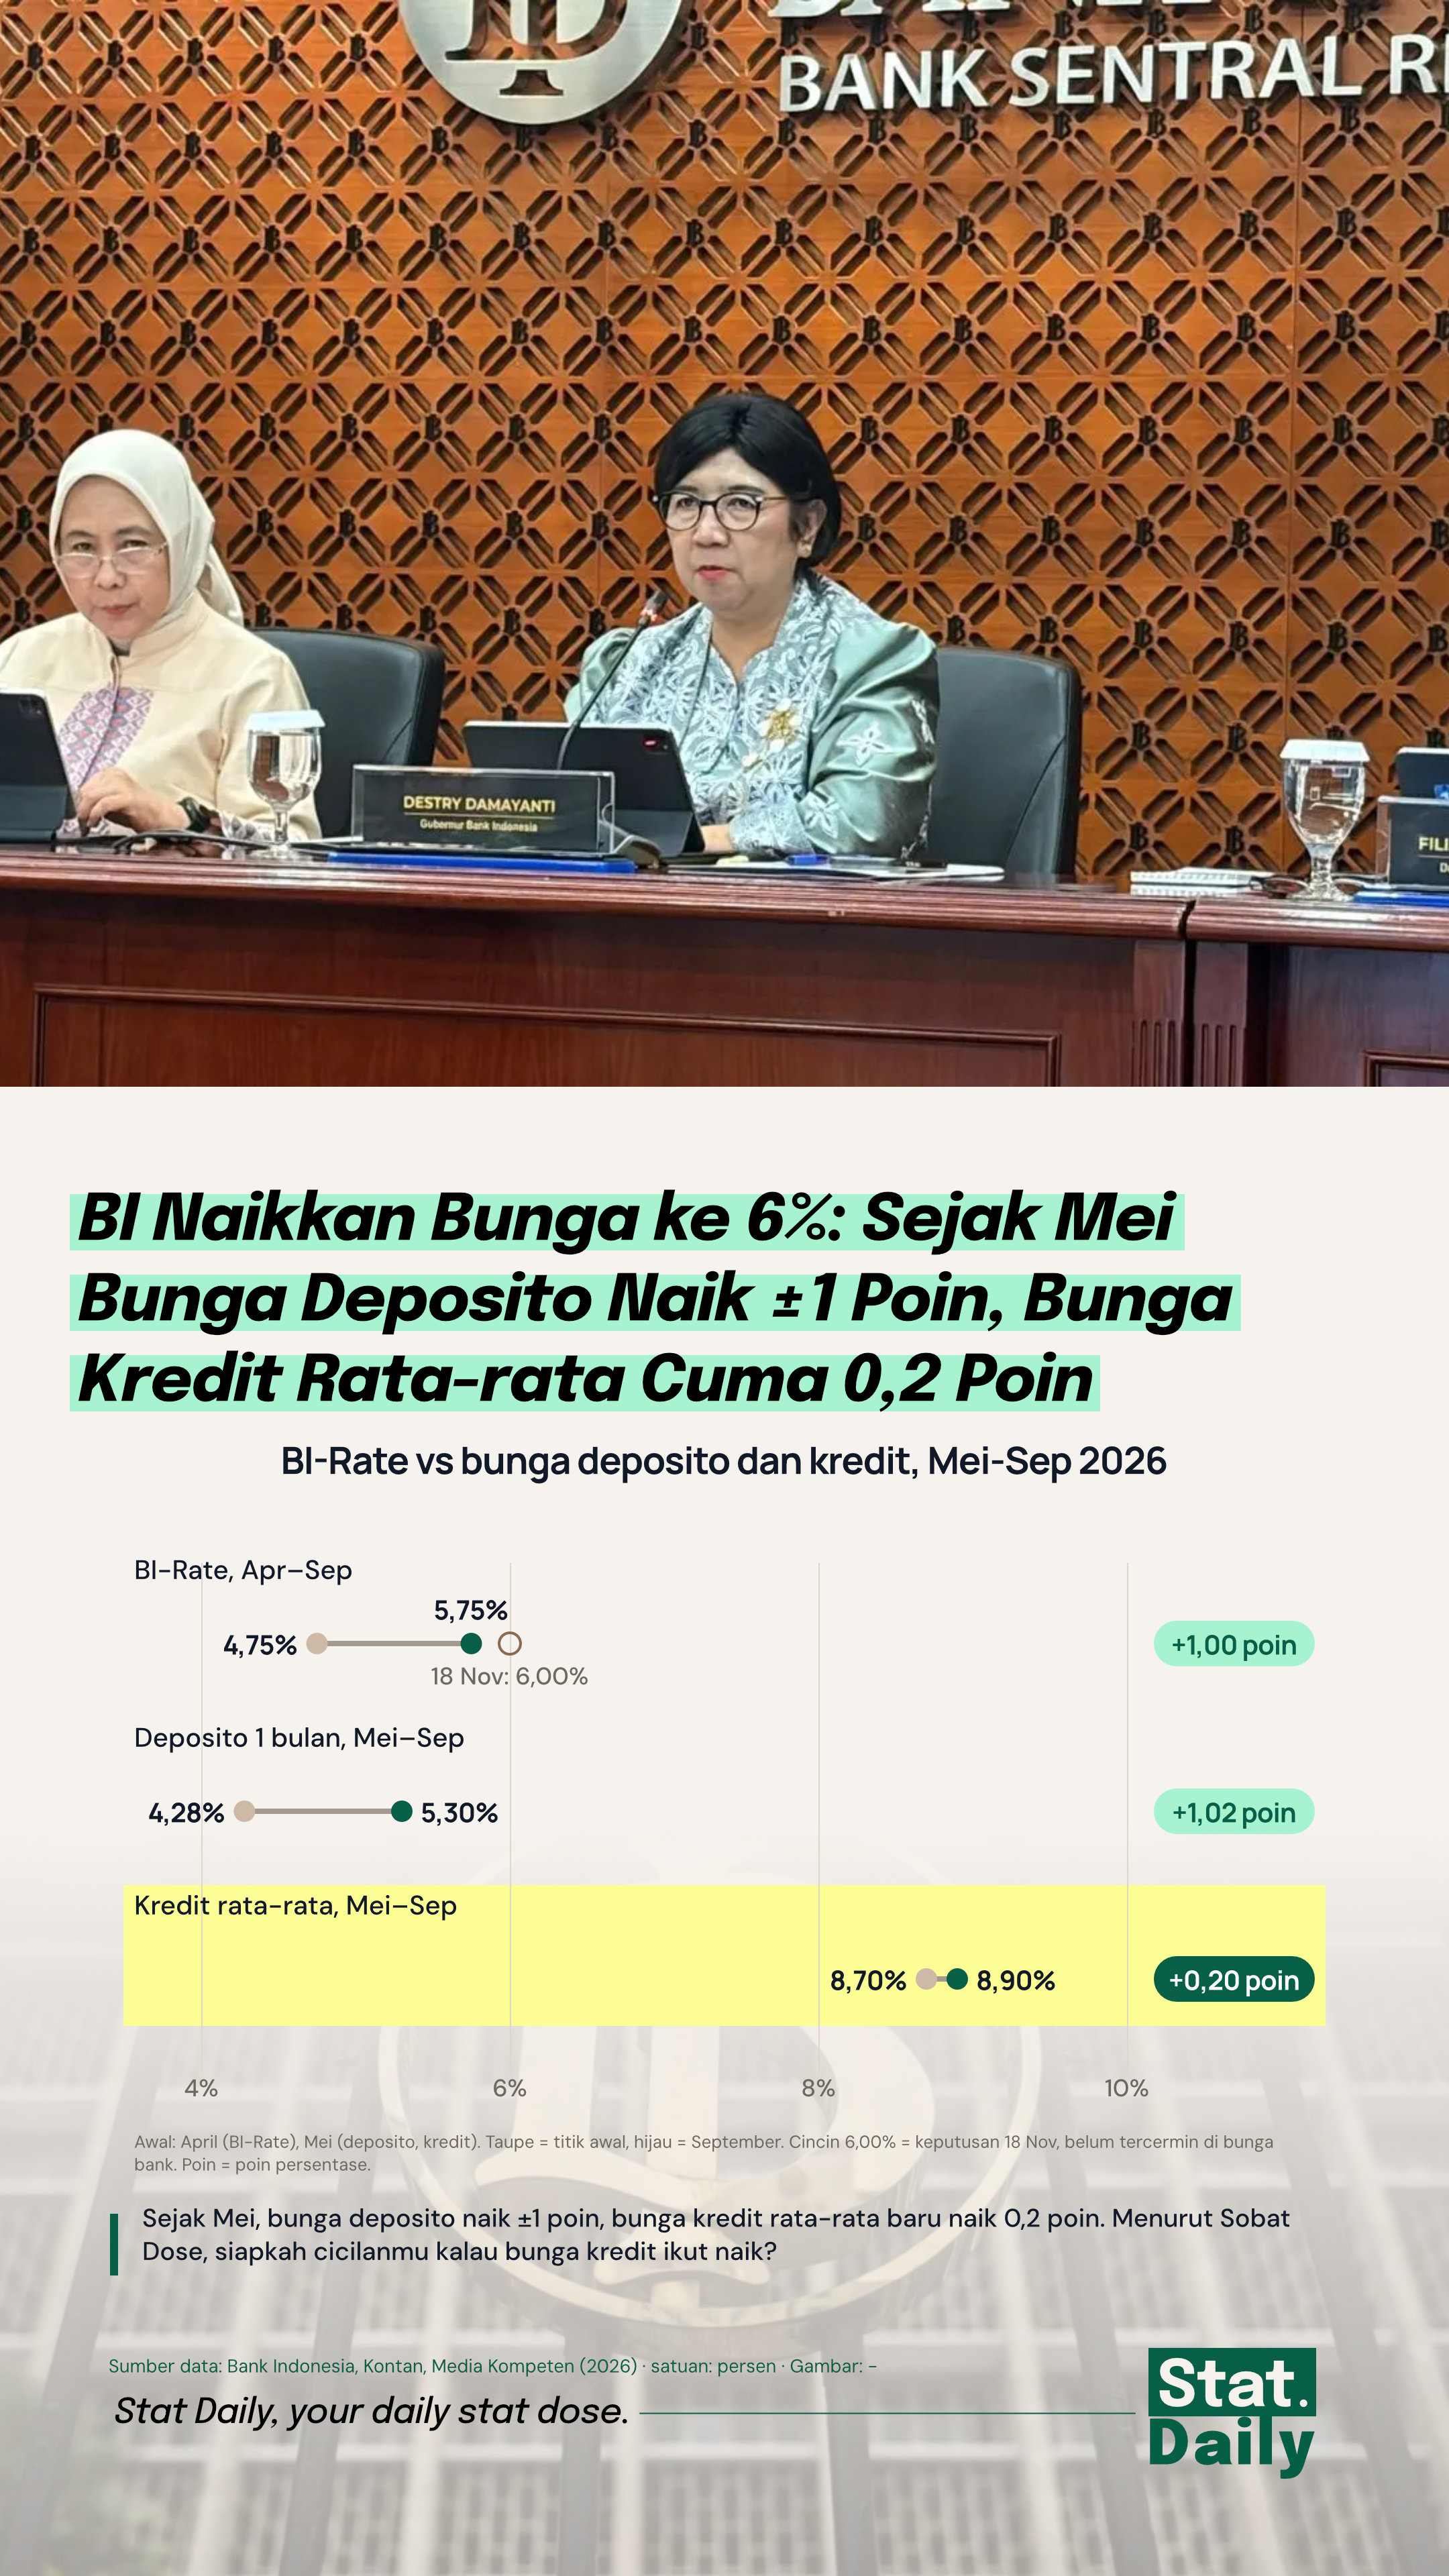 BANK SENTRAL R
DESTRY DAMAYANTI
Gubernur Bank Indonesia
FILI
BI Naikkan Bunga ke 6%: Sejak Mei
Bunga Deposito Naik ±1 Poin, Bunga
Kredit Rata-rata Cuma 0,2 Poin
BI-Rate vs bunga deposito dan kredit, Mei-Sep 2026
BI-Rate, Apr–Sep
5,75%
4,75%
+1,00 poin
18 Nov: 6,00%
Deposito 1 bulan, Mei–Sep
4,28% 5,30% +1,02 poin
Kredit rata-rata, Mei–Sep
8,70% 8,90% +0,20 poin
4% 6% 8% 10%
Awal: April (BI-Rate), Mei (deposito, kredit). Taupe = titik awal, hijau = September. Cincin 6,00% = keputusan 18 Nov, belum tercermin di bunga
bank. Poin = poin persentase.
Sejak Mei, bunga deposito naik ±1 poin, bunga kredit rata-rata baru naik 0,2 poin. Menurut Sobat
Dose, siapkah cicilanmu kalau bunga kredit ikut naik?
Sumber data: Bank Indonesia, Kontan, Media Kompeten (2026) · satuan: persen · Gambar: -
Stat Daily, your daily stat dose.
Stat.
Daily